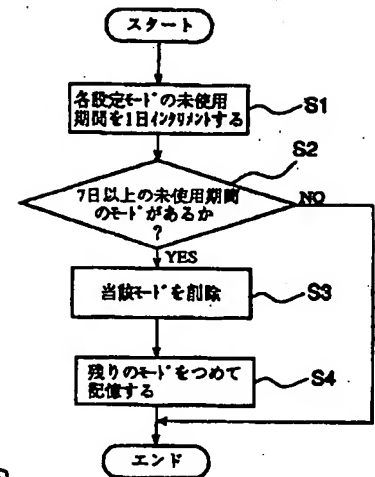 スタート
各設定ﾓｰﾄﾞの未使用
期間を1日ｲﾝｸﾘﾒﾝﾄする
S1
S2
7日以上の未使用期間
のﾓｰﾄﾞがあるか
?
NO
YES
当該ﾓｰﾄﾞを削除
S3
残りのﾓｰﾄﾞをつめて
記憶する
S4
エンド